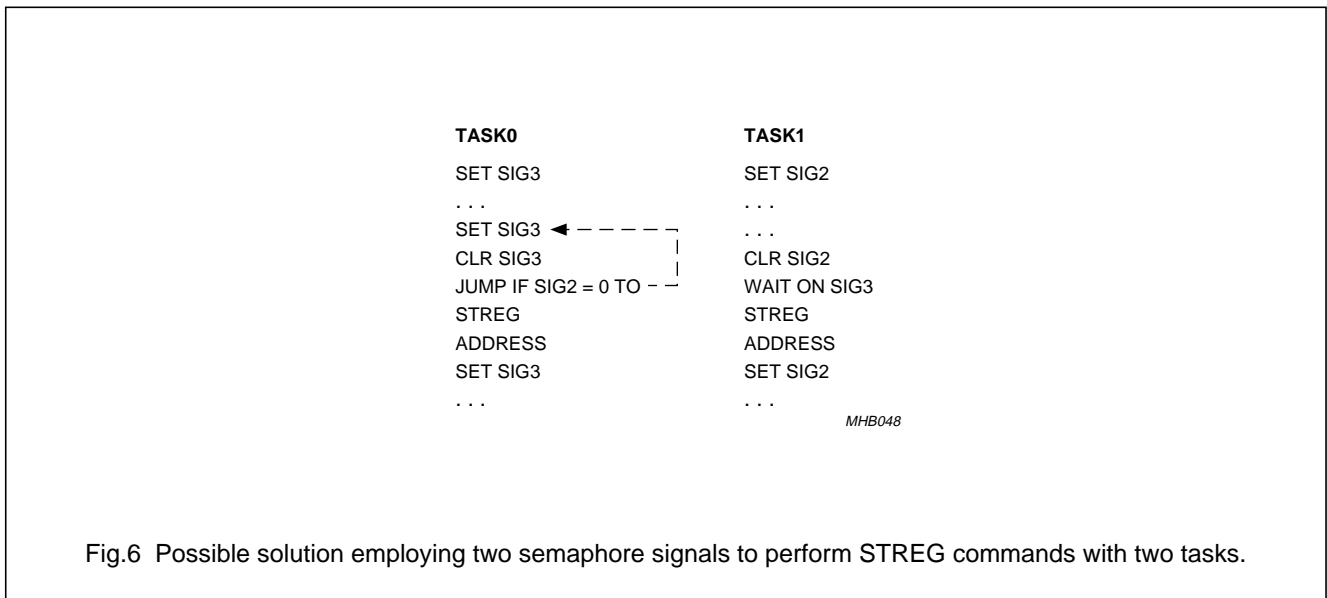 TASK0 TASK1
SET SIG3 SET SIG2
. . . . . .
SET SIG3 . . .
CLR SIG3 CLR SIG2
JUMP IF SIG2 = 0 TO WAIT ON SIG3
STREG STREG
ADDRESS ADDRESS
SET SIG3 SET SIG2
. . . . . .
MHB048
Fig.6 Possible solution employing two semaphore signals to perform STREG commands with two tasks.